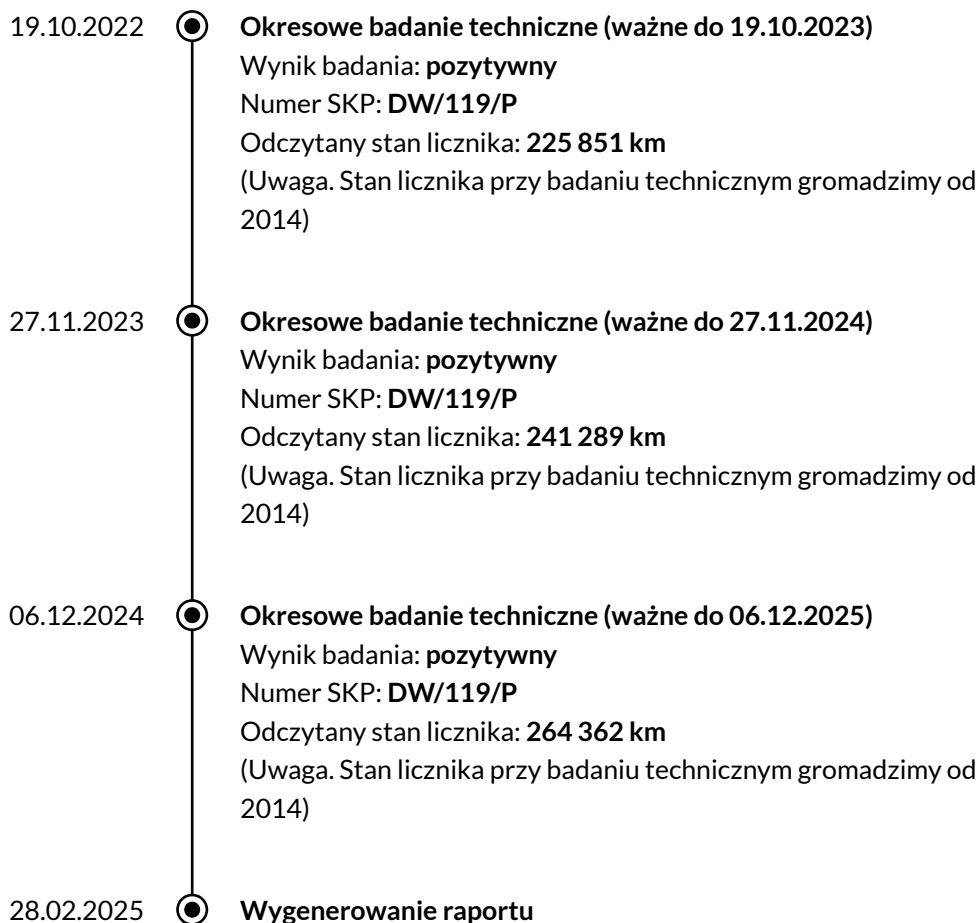 19.10.2022 Okresowe badanie techniczne (ważne do 19.10.2023)
Wynik badania: pozytywny
Numer SKP: DW/119/P
Odczytany stan licznika: 225 851 km
(Uwaga. Stan licznika przy badaniu technicznym gromadzimy od
2014)
27.11.2023 Okresowe badanie techniczne (ważne do 27.11.2024)
Wynik badania: pozytywny
Numer SKP: DW/119/P
Odczytany stan licznika: 241 289 km
(Uwaga. Stan licznika przy badaniu technicznym gromadzimy od
2014)
06.12.2024 Okresowe badanie techniczne (ważne do 06.12.2025)
Wynik badania: pozytywny
Numer SKP: DW/119/P
Odczytany stan licznika: 264 362 km
(Uwaga. Stan licznika przy badaniu technicznym gromadzimy od
2014)
28.02.2025 Wygenerowanie raportu